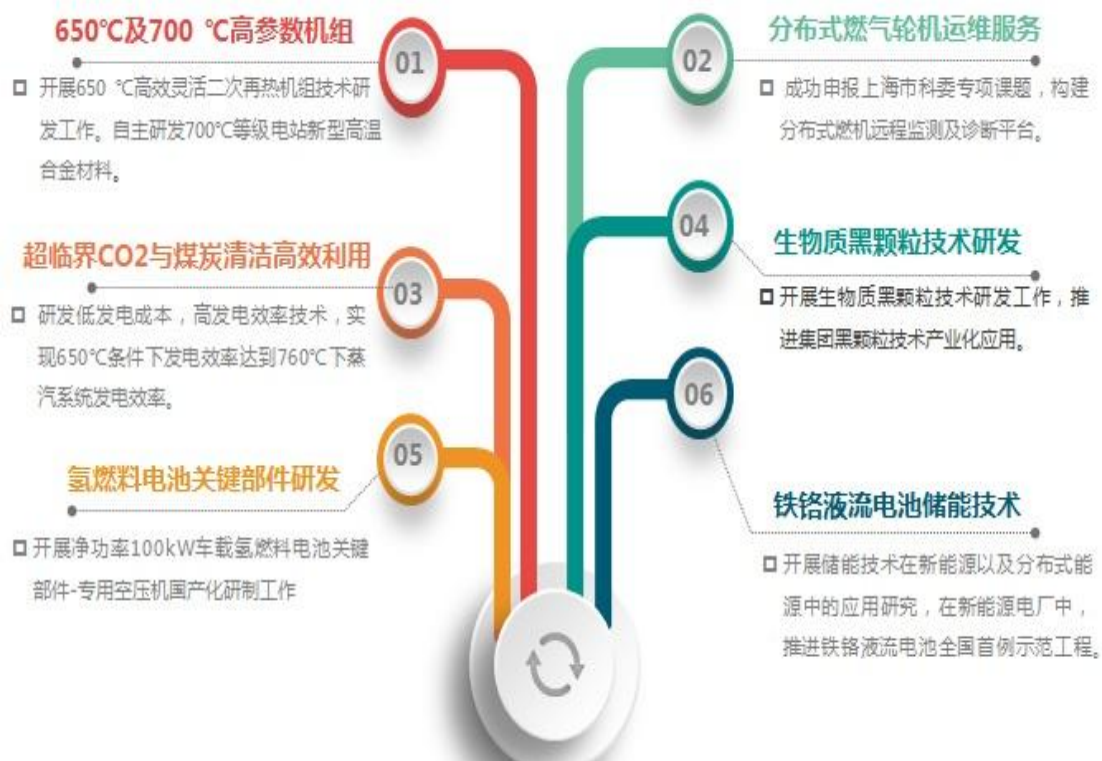 650℃及700 ℃高参数机组
01
开展650 ℃高效灵活二次再热机组技术研
发工作。自主研发700℃等级电站新型高温
合金材料。
02
分布式燃气轮机运维服务
成功申报上海市科委专项课题，构建
分布式燃机远程监测及诊断平台。
超临界CO2与煤炭清洁高效利用
03
研发低发电成本，高发电效率技术，实
现650℃条件下发电效率达到760℃下蒸
汽系统发电效率。
04
生物质黑颗粒技术研发
开展生物质黑颗粒技术研发工作，推
进集团黑颗粒技术产业化应用。
05
氢燃料电池关键部件研发
开展净功率100kW车载氢燃料电池关键
部件-专用空压机国产化研制工作
06
铁铬液流电池储能技术
开展储能技术在新能源以及分布式能
源中的应用研究，在新能源电厂中，
推进铁铬液流电池全国首例示范工程。